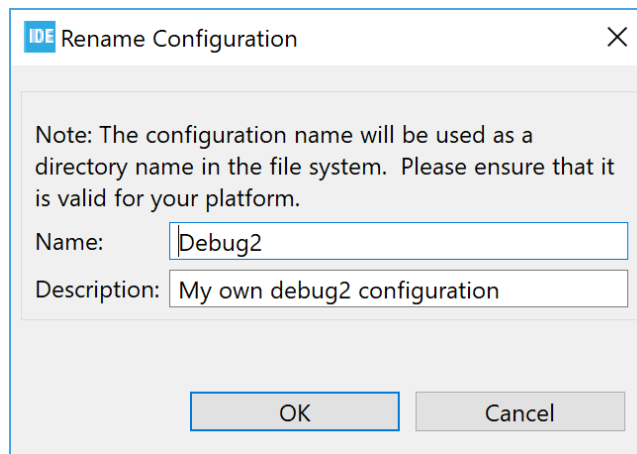 IDE Rename Configuration
Note: The configuration name will be used as a
directory name in the file system.  Please ensure that it
is valid for your platform.
Name: Debug2
Description: My own debug2 configuration
OK Cancel